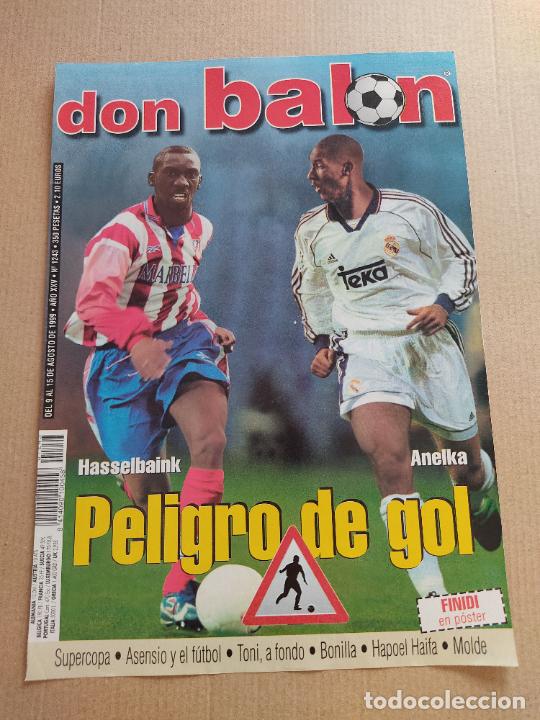 don balon
DEL 9 AL 15 DE AGOSTO DE 1999 • AÑO XXV • Nº 1243 • 350 PESETAS • 2,10 EUROS
MARBEL
Teka
Hasselbaink
Anelka
Peligro de gol
FINIDI
en póster
Supercopa • Asensio y el fútbol • Toni, a fondo • Bonilla • Hapoel Haifa • Molde
todocoleccion
todocoleccion.net